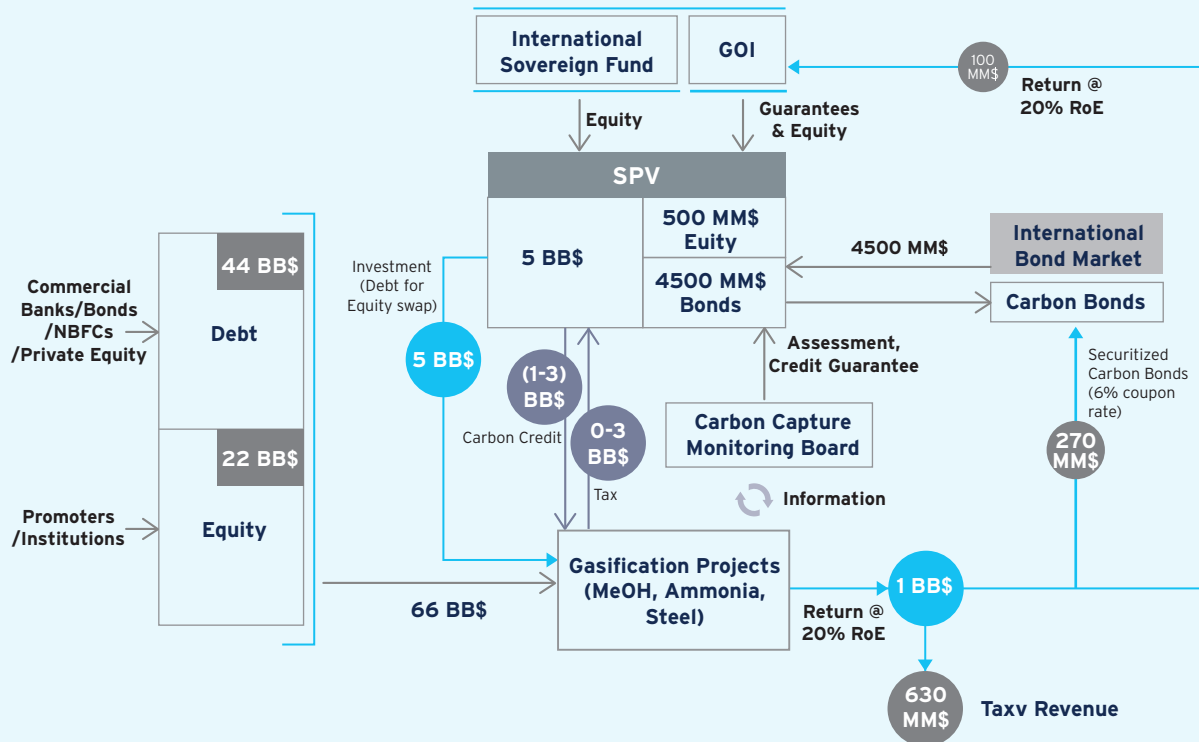 International
Sovereign Fund
GOI
100
MM$
Return @
20% RoE
Equity
Guarantees
& Equity
SPV
5 BB$
500 MM$
Euity
4500 MM$
Bonds
4500 MM$
International
Bond Market
Carbon Bonds
Commercial
Banks/Bonds
/NBFCs
/Private Equity
44 BB$
Debt
22 BB$
Equity
Promoters
/Institutions
Investment
(Debt for
Equity swap)
5 BB$
(1-3)
BB$
Carbon Credit
0-3
BB$
Tax
Assessment,
Credit Guarantee
Carbon Capture
Monitoring Board
Information
Securitized
Carbon Bonds
(6% coupon
rate)
270
MM$
66 BB$
Gasification Projects
(MeOH, Ammonia,
Steel)
Return @
20% RoE
1 BB$
630
MM$
Taxv Revenue